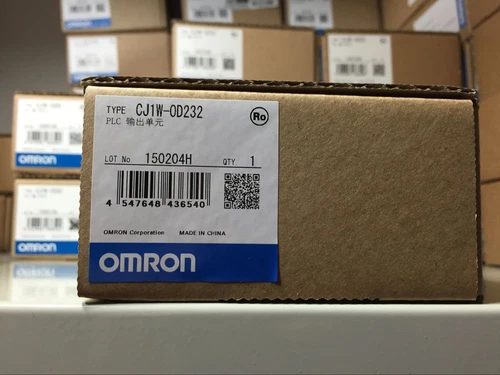 TYPE CJ1W-OD232
PLC 输出单元
Ro
LOT No. 150204H QTY 1
4 547648 436540
OMRON Corporation MADE IN CHINA
OMRON
OMRON
OMRON
OMRON